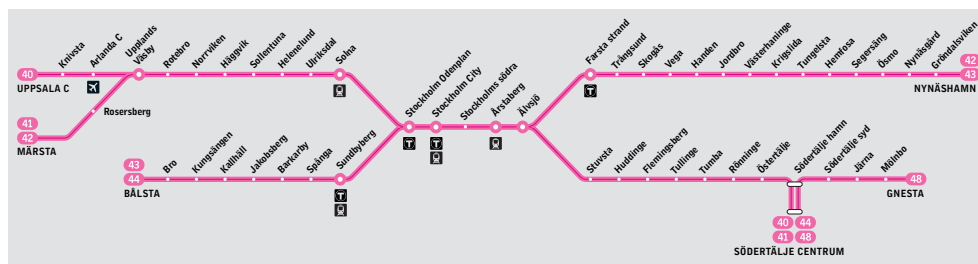 40
UPPSALA C
Knivsta
Arlanda C
Upplands
Väsby
Rotebro
Norrviken
Häggvik
Sollentuna
Helenelund
Ulriksdal
Solna
Rosersberg
41
42
MÄRSTA
43
44
BÅLSTA
Bro
Kungsängen
Kallhäll
Jakobsberg
Barkarby
Spånga
Sundbyberg
T
Stockholm Odenplan
T
Stockholm City
T
Stockholms södra
Årstaberg
Älvsjö
Farsta strand
T
Trångsund
Skogås
Vega
Handen
Jordbro
Västerhaninge
Krigslida
Tungelsta
Hemfosa
Segersäng
Ösmo
Nynäsgård
Gröndalsviken
42
43
NYNÄSHAMN
Stuvsta
Huddinge
Flemingsberg
Tullinge
Tumba
Rönninge
Östertälje
Södertälje hamn
Södertälje syd
Järna
Mölnbo
48
GNESTA
40 44
41 48
SÖDERTÄLJE CENTRUM